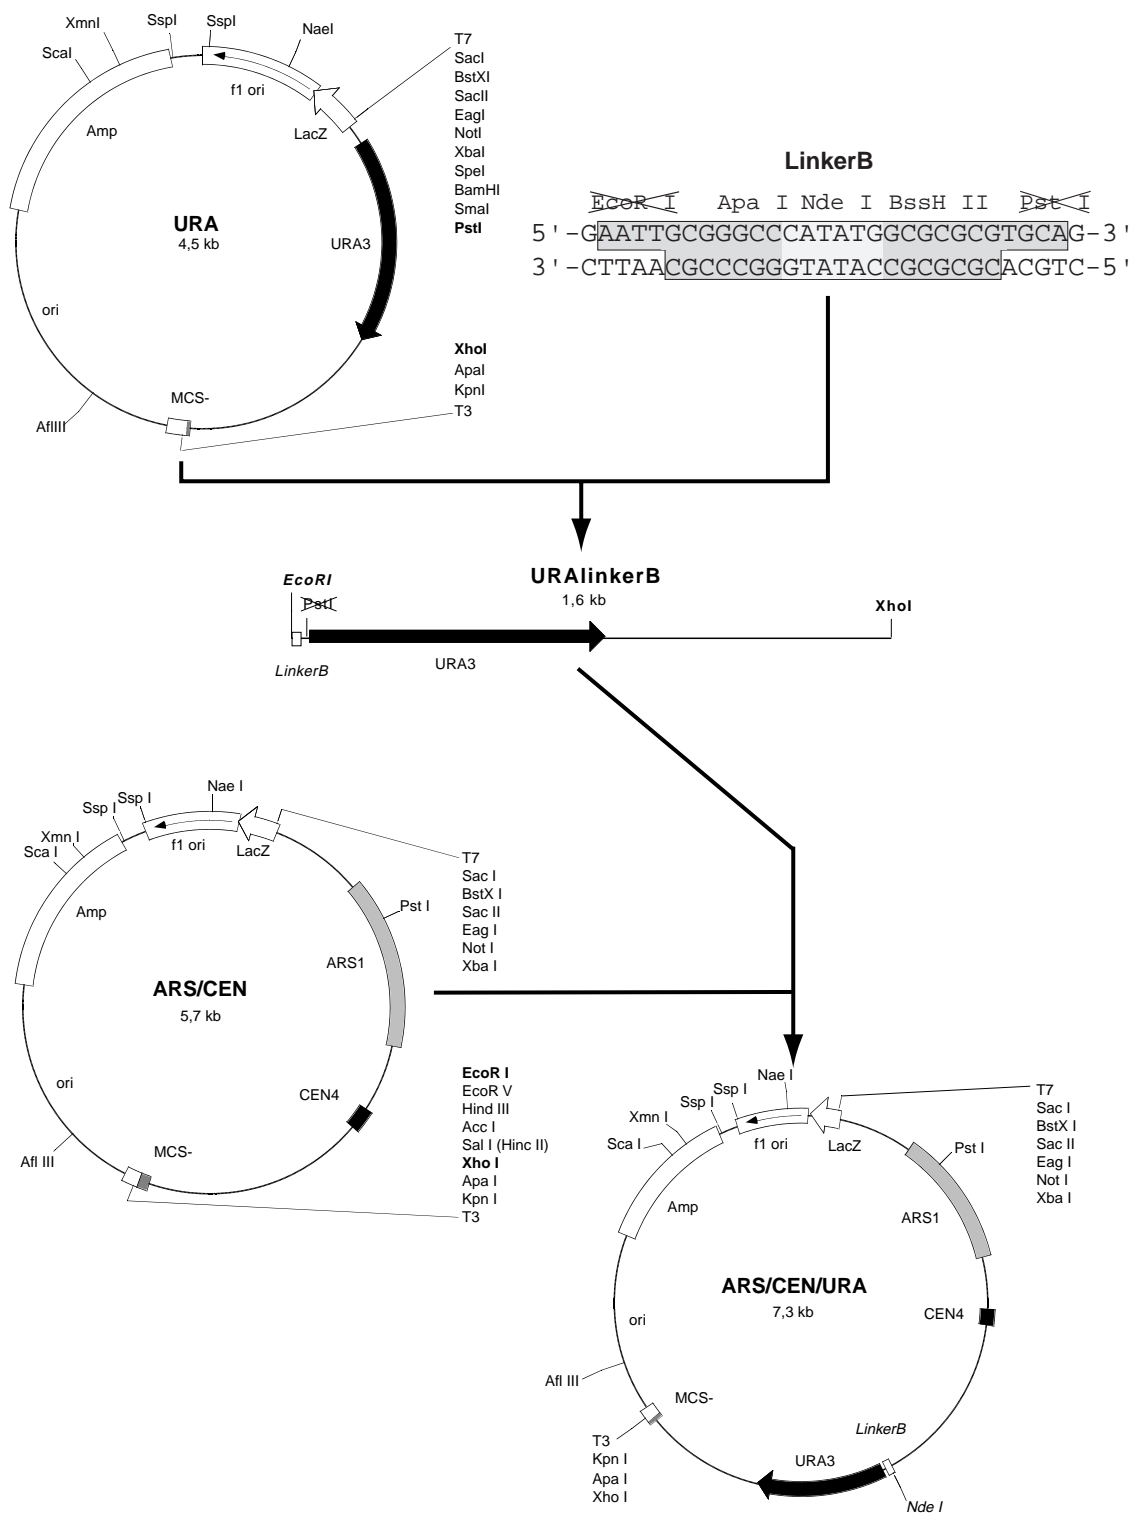 XmnI
SspI
SspI
NaeI
ScaI
f1 ori
LacZ
Amp
URA
4,5 kb
URA3
ori
MCS-
AflIII
T7
SacI
BstXI
SacII
EagI
NotI
XbaI
SpeI
BamHI
SmaI
PstI
XhoI
ApaI
KpnI
T3
LinkerB
EcoR I Apa I Nde I BssH II Pst I
5'-GAATTGCGGGCCCATATGGCGCGCGTGCAG-3'
3'-CTTAACGCCCGGGTATACCGCGCGCACGTC-5'
URAlinkerB
1,6 kb
EcoRI
PstI
XhoI
LinkerB
URA3
Nae I
Ssp I
Ssp I
Xmn I
Sca I
f1 ori
LacZ
Amp
Pst I
ARS1
ARS/CEN
5,7 kb
ori
CEN4
Afl III
MCS-
T7
Sac I
BstX I
Sac II
Eag I
Not I
Xba I
EcoR I
EcoR V
Hind III
Acc I
Sal I (Hinc II)
Xho I
Apa I
Kpn I
T3
Nae I
Ssp I
Ssp I
Xmn I
Sca I
f1 ori
LacZ
Amp
Pst I
ARS1
T7
Sac I
BstX I
Sac II
Eag I
Not I
Xba I
ARS/CEN/URA
7,3 kb
ori
CEN4
Afl III
MCS-
T3
Kpn I
Apa I
Xho I
URA3
LinkerB
Nde I